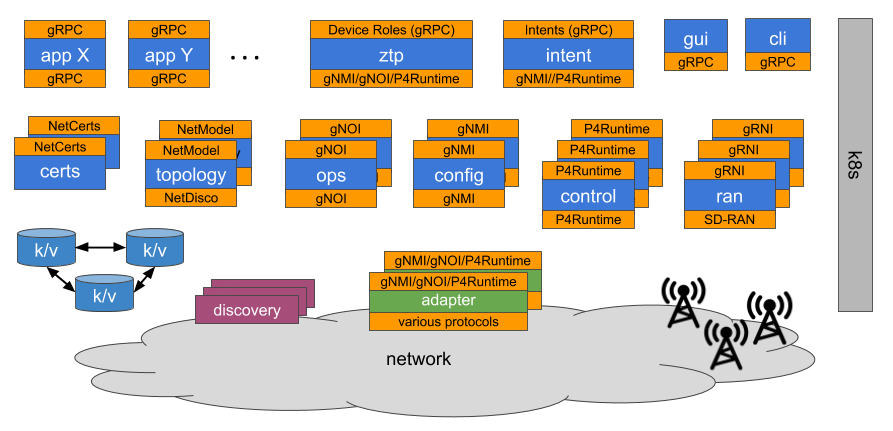 gRPC
app X
gRPC
gRPC
app Y
gRPC
...
Device Roles (gRPC)
ztp
gNMI/gNOI/P4Runtime
Intents (gRPC)
intent
gNMI//P4Runtime
gui
gRPC
cli
gRPC
k8s
NetCerts
NetCerts
certs
NetModel
NetModel
topology
NetDisco
gNOI
gNOI
ops
gNOI
gNMI
gNMI
config
gNMI
P4Runtime
P4Runtime
P4Runtime
control
P4Runtime
gRNI
gRNI
gRNI
ran
SD-RAN
k/v
k/v
k/v
discovery
gNMI/gNOI/P4Runtime
gNMI/gNOI/P4Runtime
adapter
various protocols
network